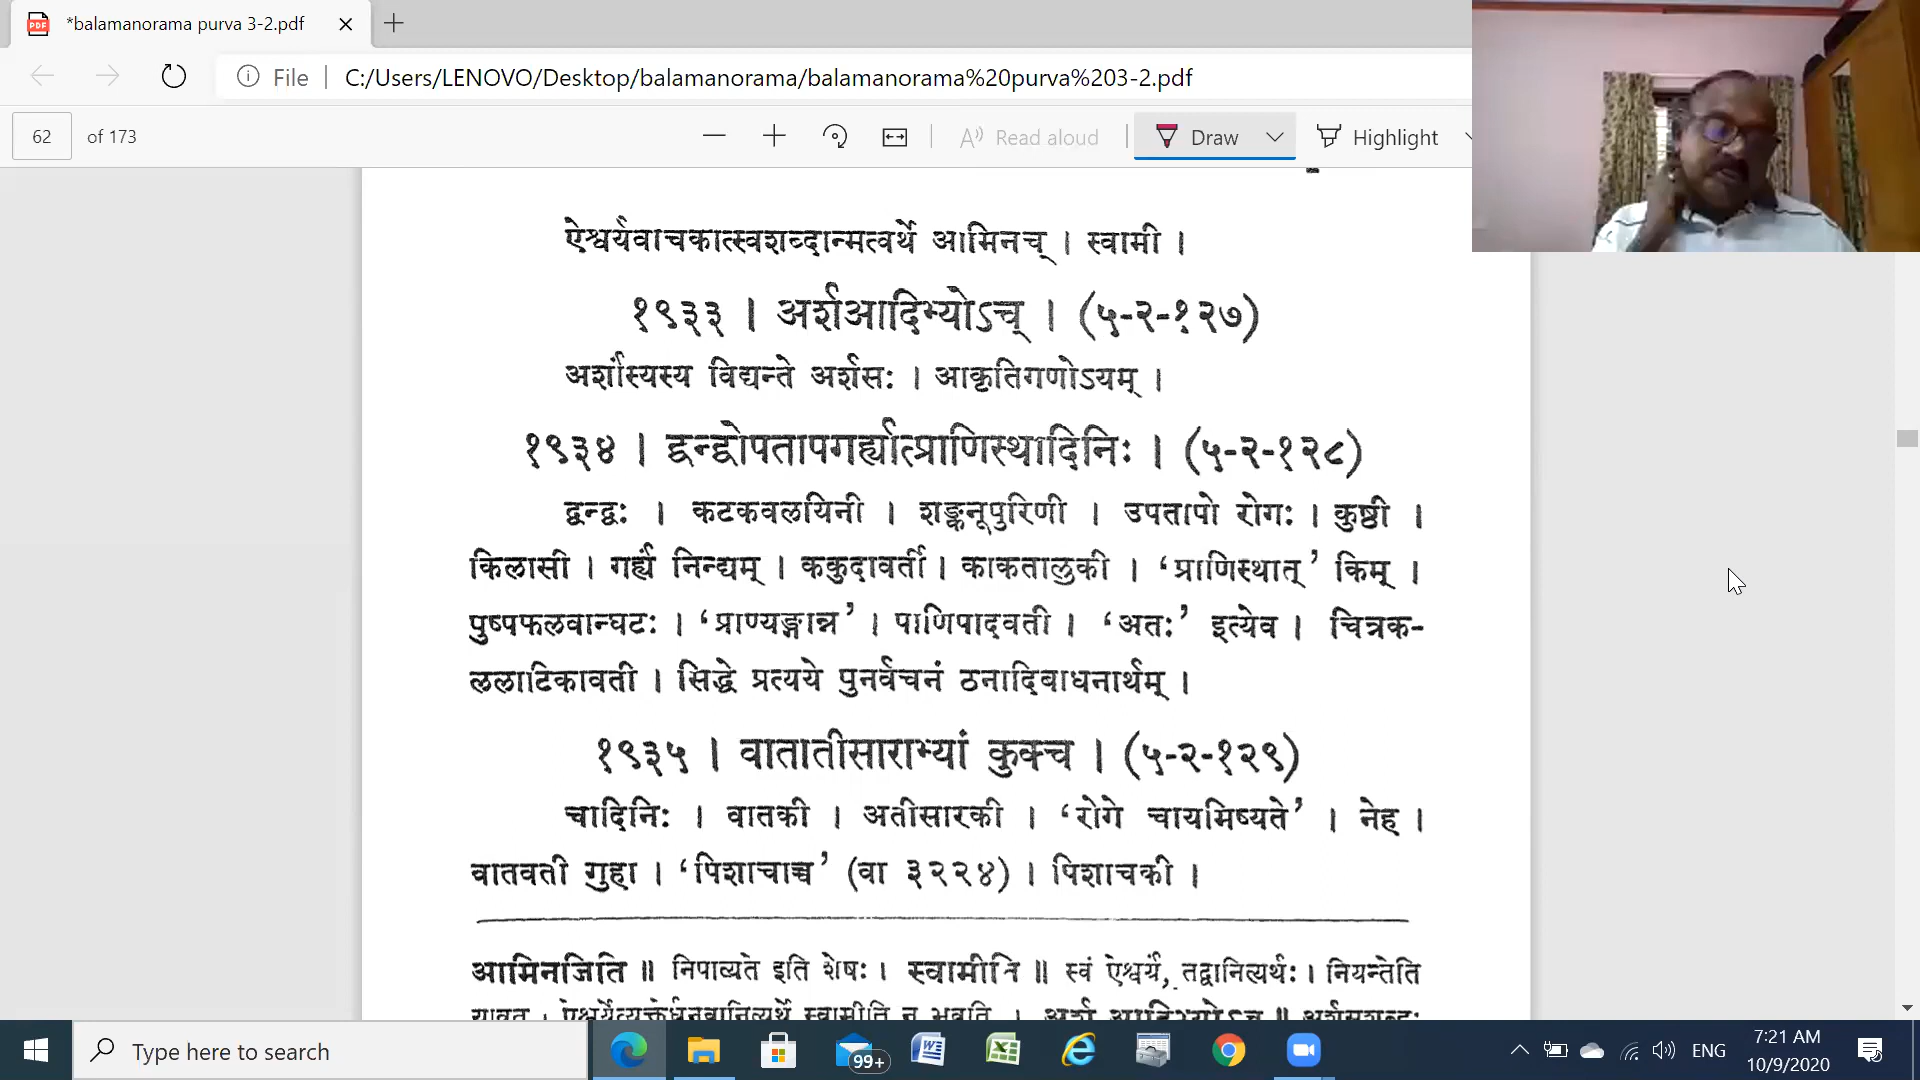 *balamanorama purva 3-2.pdf
File
C:/Users/LENOVO/Desktop/balamanorama/balamanorama%20purva%203-2.pdf
62 of 173
Read aloud
Draw
Highlight
ऐश्वर्यवाचकात्स्वशब्दान्मत्वर्थे आमिनच् । स्वामी ।
१९३३ । अर्शआदिभ्योऽच् । (५-२-१२७)
अर्शांस्यस्य विद्यन्ते अर्शसः । आकृतिगणोऽयम् ।
१९३४ । द्वन्द्वोपतापगर्ह्यात्प्राणिस्थादिनिः । (५-२-१२८)
द्वन्द्वः । कटकवलयिनी । शङ्खनूपुरिणी । उपतापो रोगः । कुष्ठी ।
किलासी । गर्ह्यं निन्द्यम् । ककुदावर्ती । काकतालुकी । ‘प्राणिस्थात्’ किम् ।
पुष्पफलवान्घटः । ‘प्राण्यङ्गान्न’ । पाणिपादवती । ‘अतः’ इत्येव । चित्रक-
ललाटिकावती । सिद्धे प्रत्यये पुनर्वचनं ठनादिबाधनार्थम् ।
१९३५ । वातातीसाराभ्यां कुक्च । (५-२-१२९)
चादिनिः । वातकी । अतीसारकी । ‘रोगे चायमिष्यते’ । नेह ।
वातवती गुहा । ‘पिशाचाच्च’ (वा ३२२४) । पिशाचकी ।
आमिनजिति ॥ निपात्यते इति शेषः । स्वामीति ॥ स्वं ऐश्वर्यं, तद्वानित्यर्थः । नियन्तेति
Type here to search
99+
ENG
7:21 AM
10/9/2020